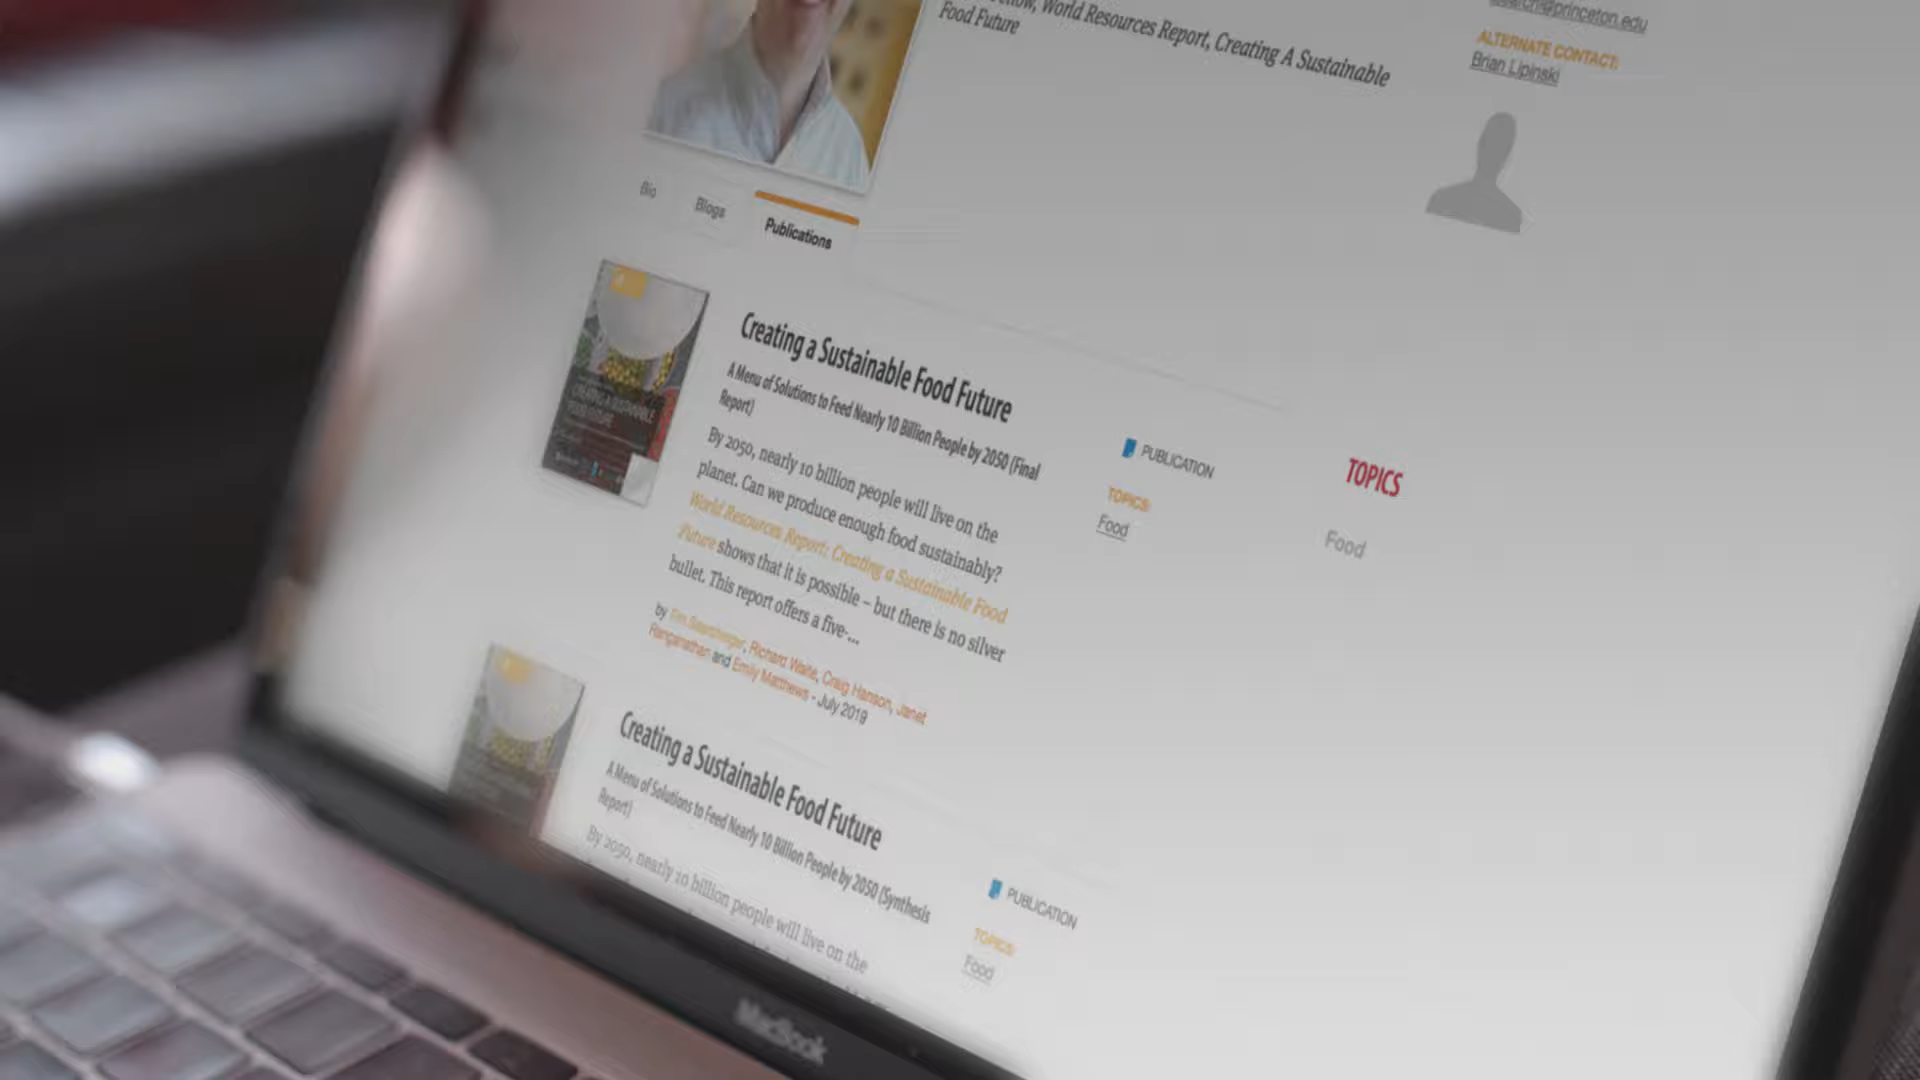 World Resources Report, Creating A Sustainable
Food Future
ALTERNATE CONTACT:
Brian Lipinski
Bio
Blogs
Publications
Creating a Sustainable Food Future
A Menu of Solutions to Feed Nearly 10 Billion People by 2050 (Final
Report)
By 2050, nearly 10 billion people will live on the
planet. Can we produce enough food sustainably?
World Resources Report: Creating a Sustainable Food
Future shows that it is possible – but there is no silver
bullet. This report offers a five-...
by Tim Searchinger, Richard Waite, Craig Hanson, Janet
Ranganathan and Emily Matthews - July 2019
PUBLICATION
TOPICS:
Food
TOPICS
Food
CREATING A SUSTAINABLE
FOOD FUTURE
Creating a Sustainable Food Future
A Menu of Solutions to Feed Nearly 10 Billion People by 2050 (Synthesis
Report)
By 2050, nearly 10 billion people will live on the
PUBLICATION
TOPICS:
Food
MacBook